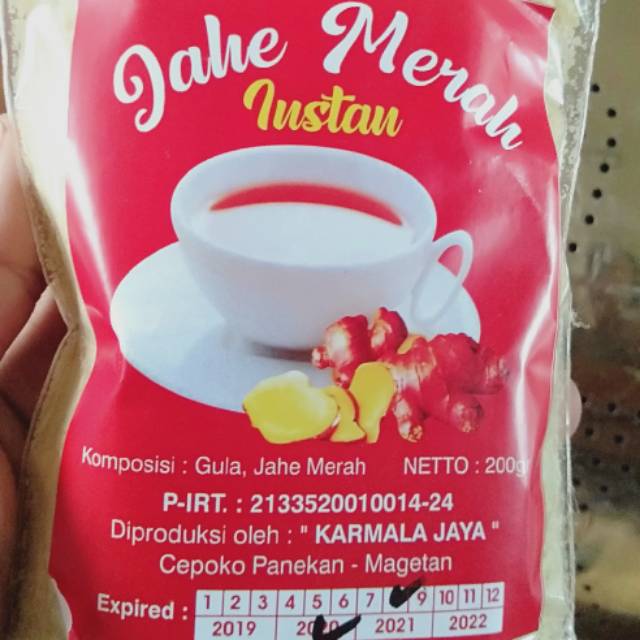 Jahe Merah
Instan
Komposisi : Gula, Jahe Merah NETTO : 200gr
P-IRT. : 2133520010014-24
Diproduksi oleh : " KARMALA JAYA "
Cepoko Panekan - Magetan
Expired : 1 2 3 4 5 6 7 9 10 11 12
2019 2020 2021 2022